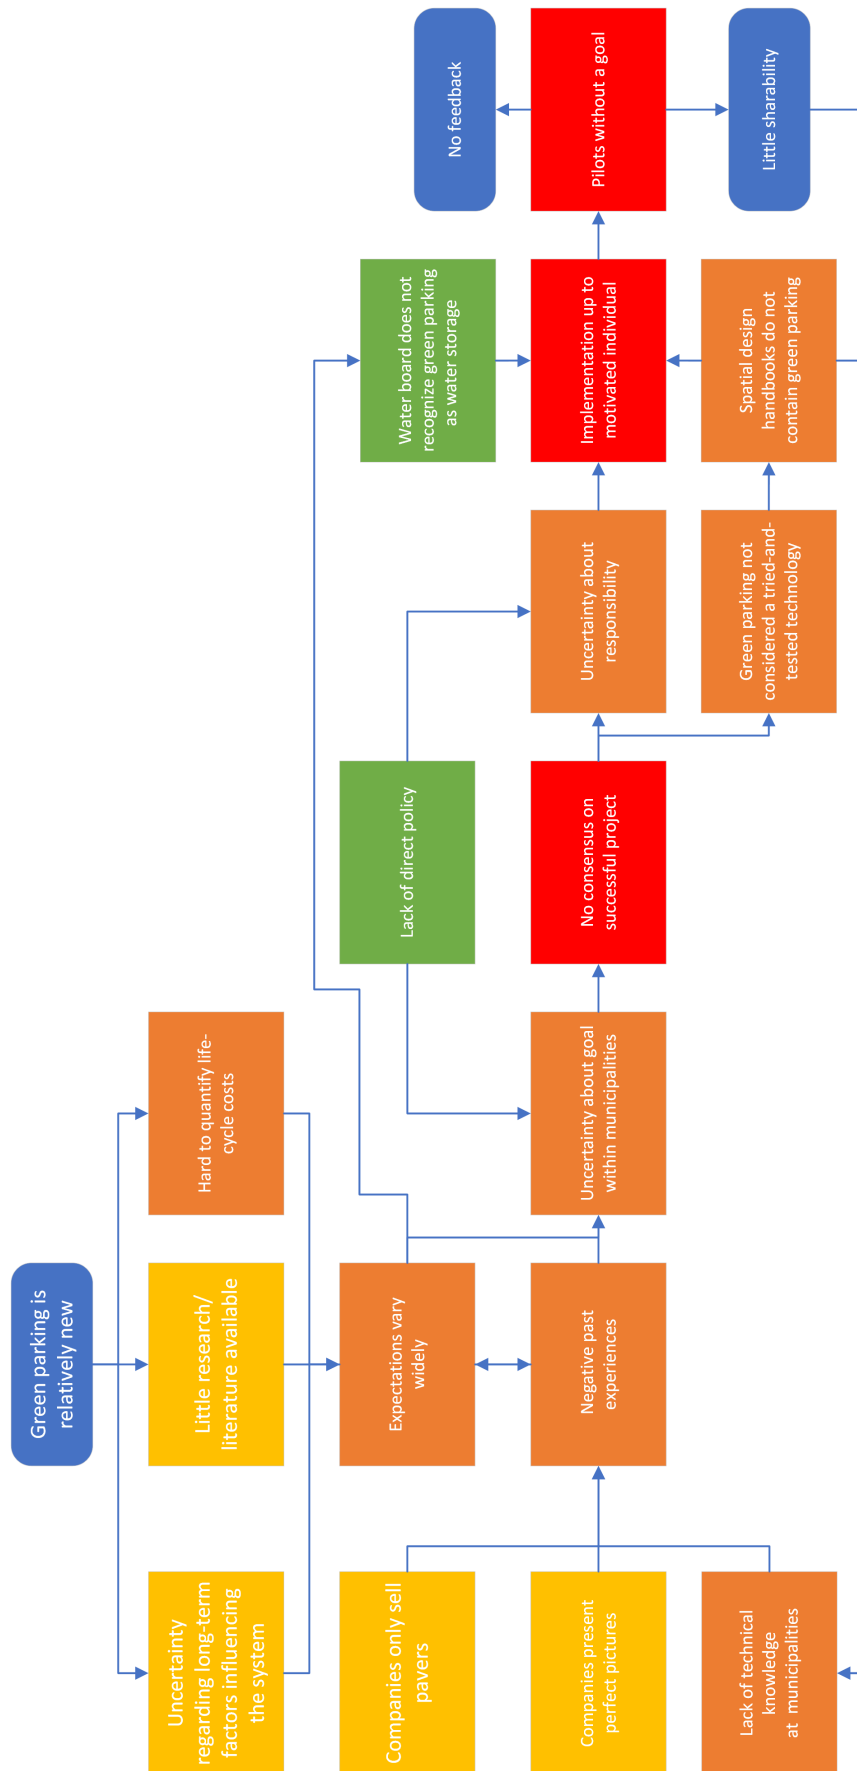 Green parking is
relatively new
Uncertainty
regarding long-term
factors influencing
the system
Little research/
literature available
Hard to quantify life-
cycle costs
Companies only sell
pavers
Expectations vary
widely
Lack of direct policy
Water board does not
recognize green parking
as water storage
No feedback
Companies present
perfect pictures
Negative past
experiences
Uncertainty about goal
within municipalities
No consensus on
successful project
Uncertainty about
responsibility
Implementation up to
motivated individual
Pilots without a goal
Lack of technical
knowledge
at municipalities
Green parking not
considered a tried-and-
tested technology
Spatial design
handbooks do not
contain green parking
Little sharability